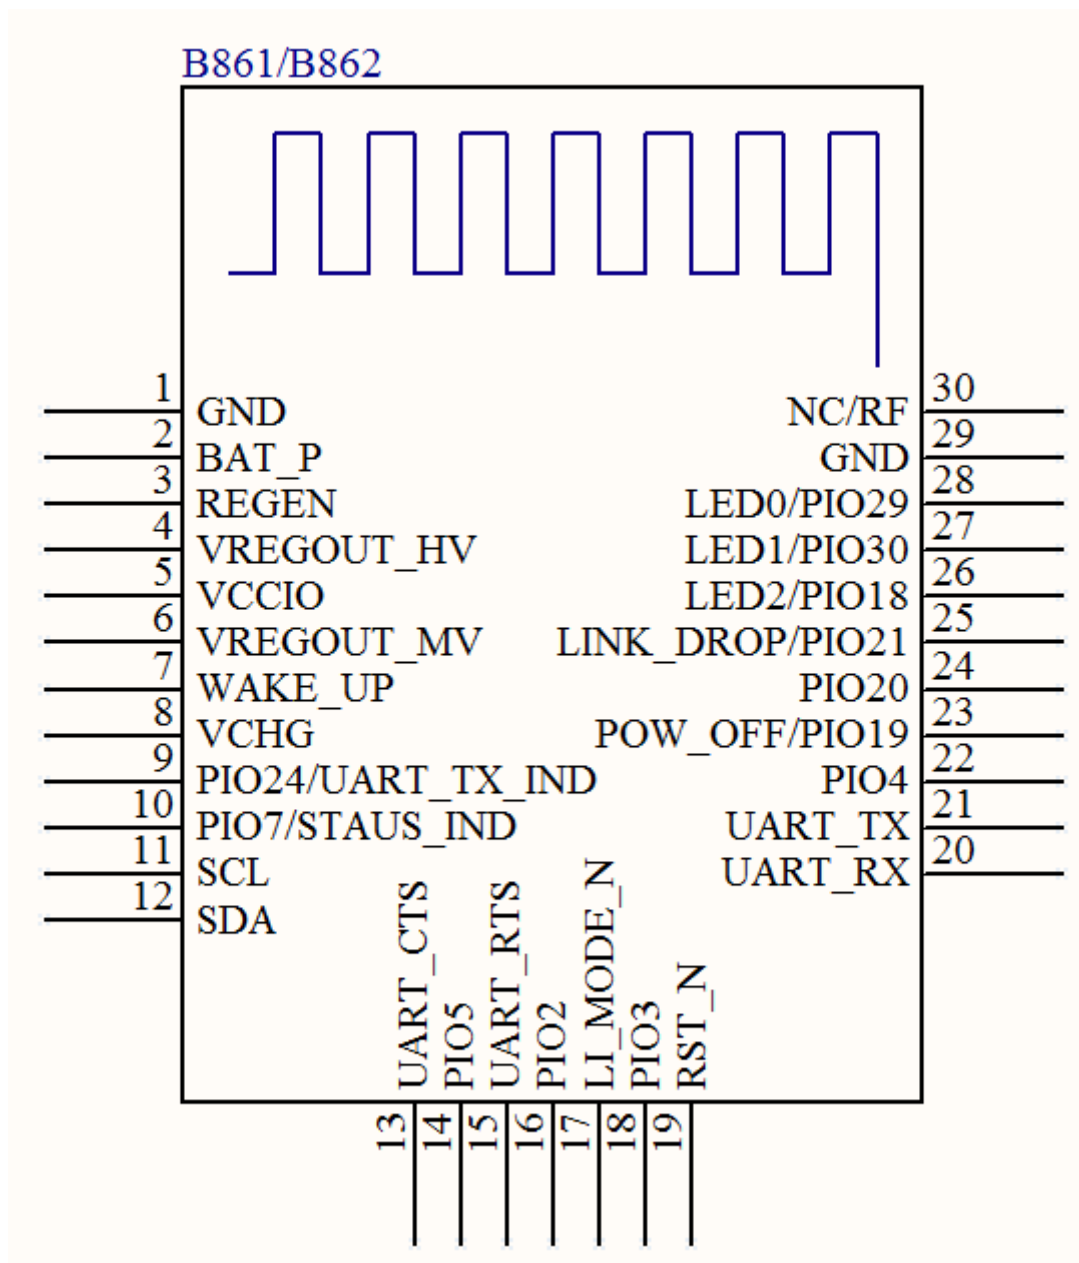 B861/B862
1 GND
2 BAT_P
3 REGEN
4 VREGOUT_HV
5 VCCIO
6 VREGOUT_MV
7 WAKE_UP
8 VCHG
9 PIO24/UART_TX_IND
10 PIO7/STAUS_IND
11 SCL
12 SDA
13 UART_CTS
14 PIO5
15 UART_RTS
16 PIO2
17 LI_MODE_N
18 PIO3
19 RST_N
NC/RF 30
GND 29
LED0/PIO29 28
LED1/PIO30 27
LED2/PIO18 26
LINK_DROP/PIO21 25
PIO20 24
POW_OFF/PIO19 23
PIO4 22
UART_TX 21
UART_RX 20